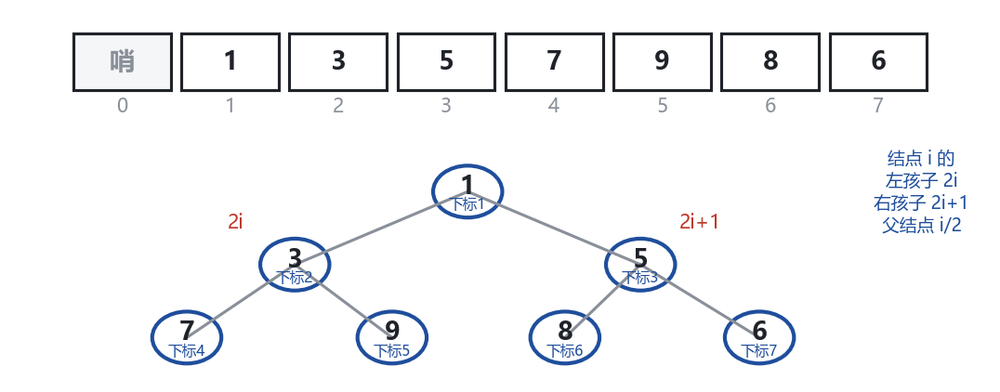 哨 1 3 5 7 9 8 6
0 1 2 3 4 5 6 7
结点 i 的
左孩子 2i
右孩子 2i+1
父结点 i/2
1
下标1
2i
2i+1
3
下标2
5
下标3
7
下标4
9
下标5
8
下标6
6
下标7